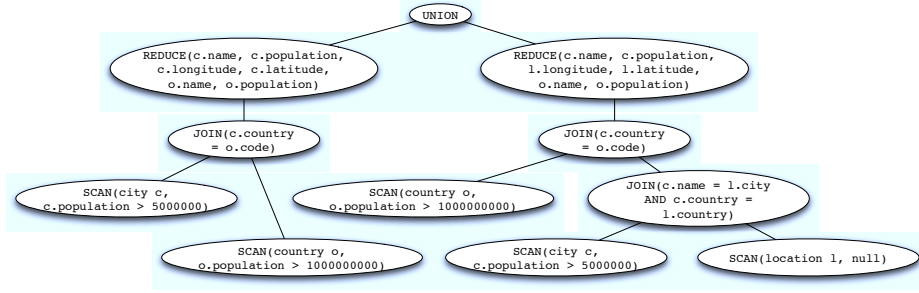 UNION
REDUCE(c.name, c.population,
c.longitude, c.latitude,
o.name, o.population)
REDUCE(c.name, c.population,
l.longitude, l.latitude,
o.name, o.population)
JOIN(c.country
= o.code)
JOIN(c.country
= o.code)
SCAN(city c,
c.population > 5000000)
SCAN(country o,
o.population > 1000000000)
JOIN(c.name = l.city
AND c.country =
l.country)
SCAN(country o,
o.population > 1000000000)
SCAN(city c,
c.population > 5000000)
SCAN(location l, null)